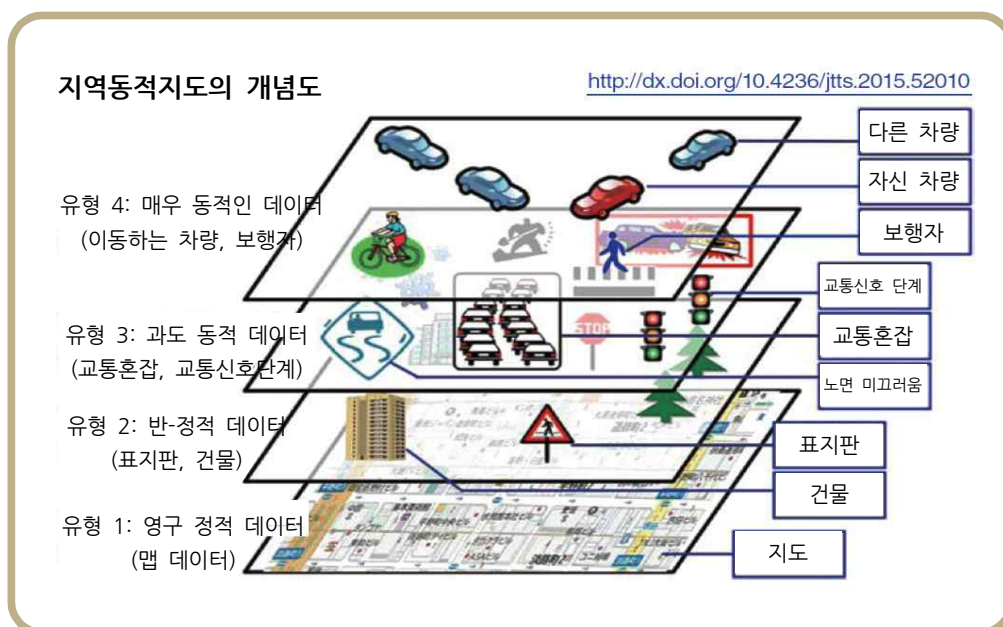 지역동적지도의 개념도
http://dx.doi.org/10.4236/jtts.2015.52010
다른 차량
자신 차량
유형 4: 매우 동적인 데이터
(이동하는 차량, 보행자)
보행자
교통신호 단계
STOP
유형 3: 과도 동적 데이터
(교통혼잡, 교통신호단계)
교통혼잡
노면 미끄러움
유형 2: 반-정적 데이터
(표지판, 건물)
표지판
건물
유형 1: 영구 정적 데이터
(맵 데이터)
지도